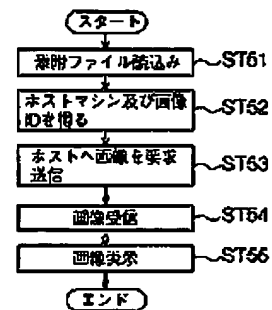 スタート
添附ファイル読込み
ST51
ホストマシン及び画像
IDを得る
ST52
ホストへ画像を要求
送信
ST53
画像受信
ST54
画像表示
ST55
エンド